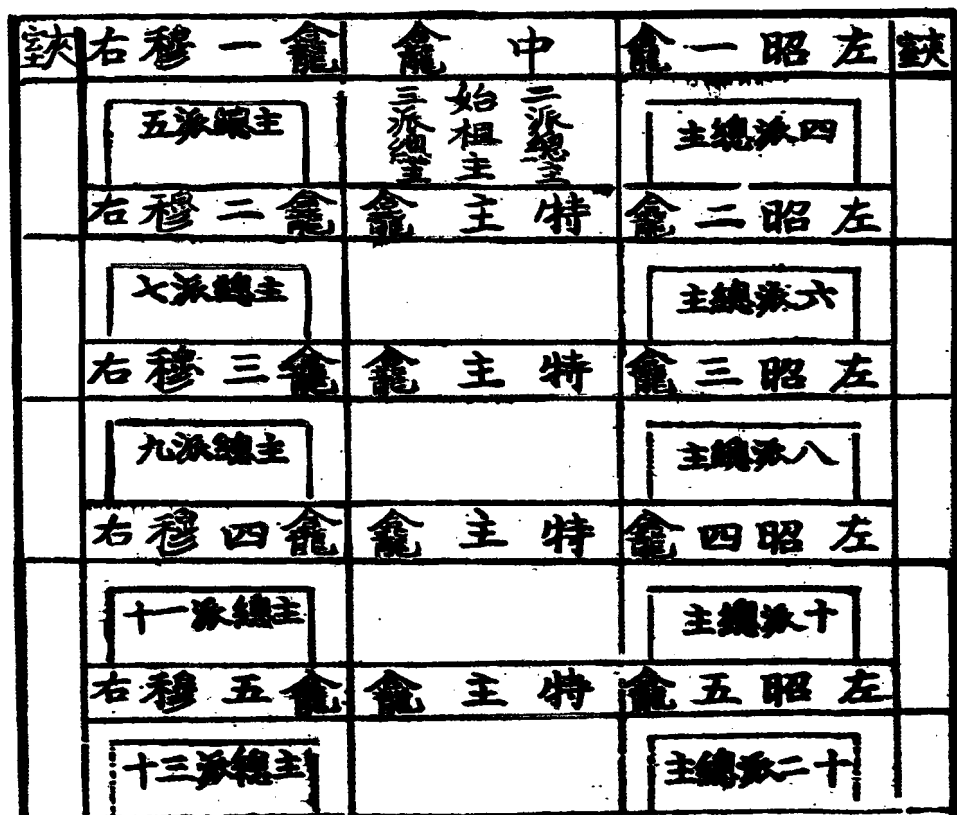 夾室
左昭一龕
中龕
右穆一龕
夾室
四派總主
二派總主
始祖主
三派總主
五派總主
左昭二龕
特主龕
右穆二龕
六派總主
七派總主
左昭三龕
特主龕
右穆三龕
八派總主
九派總主
左昭四龕
特主龕
右穆四龕
十派總主
十一派總主
左昭五龕
特主龕
右穆五龕
十二派總主
十三派總主